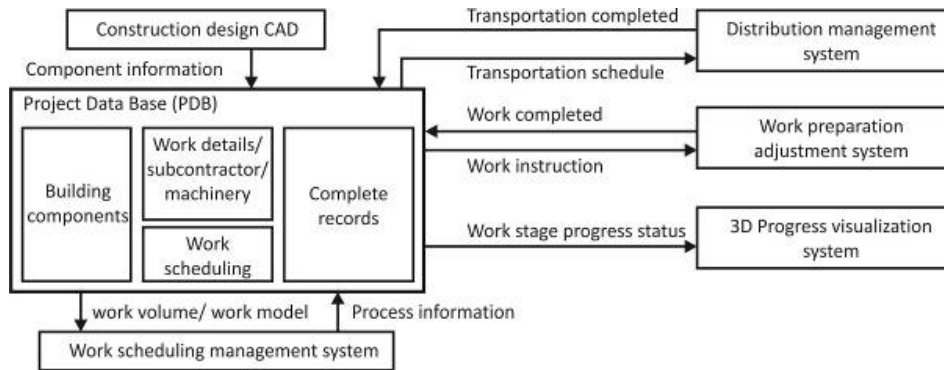 Construction design CAD
Component information
Transportation completed
Transportation schedule
Distribution management
system
Project Data Base (PDB)
Building
components
Work details/
subcontractor/
machinery
Work
scheduling
Complete
records
Work completed
Work instruction
Work preparation
adjustment system
Work stage progress status
3D Progress visualization
system
work volume/ work model
Process information
Work scheduling management system